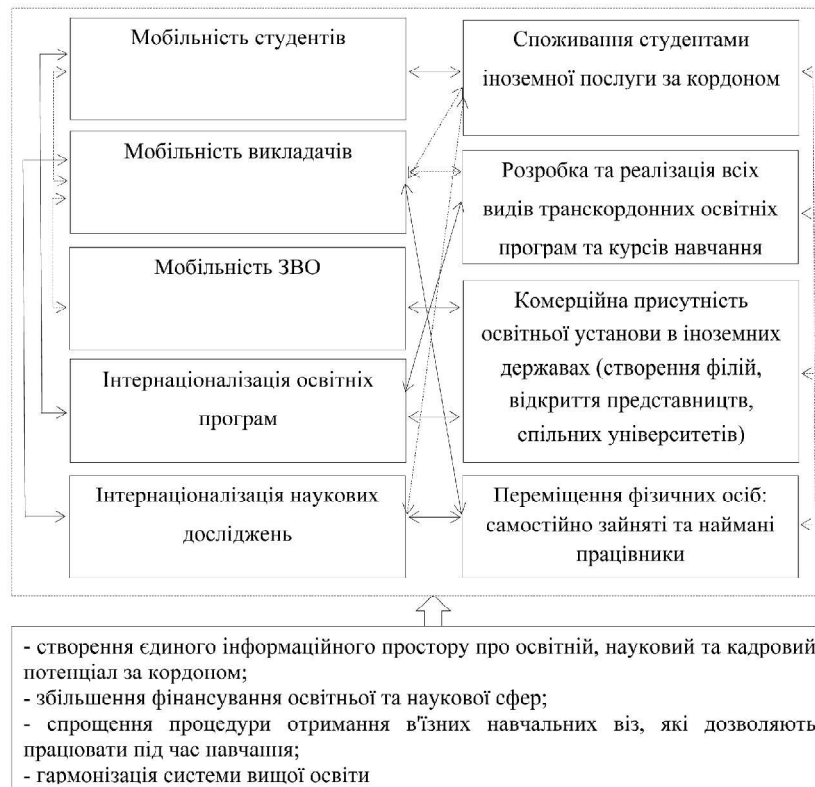 Мобільність студентів
Мобільність викладачів
Мобільність ЗВО
Інтернаціоналізація освітніх
програм
Інтернаціоналізація наукових
досліджень
Споживання студентами
іноземної послуги за кордоном
Розробка та реалізація всіх
видів транскордонних освітніх
програм та курсів навчання
Комерційна присутність
освітньої установи в іноземних
державах (створення філій,
відкриття представництв,
спільних університетів)
Переміщення фізичних осіб:
самостійно зайняті та наймані
працівники
- створення єдиного інформаційного простору про освітній, науковий та кадровий
потенціал за кордоном;
- збільшення фінансування освітньої та наукової сфер;
- спрощення процедури отримання в'їзних навчальних віз, які дозволяють
працювати під час навчання;
- гармонізація системи вищої освіти